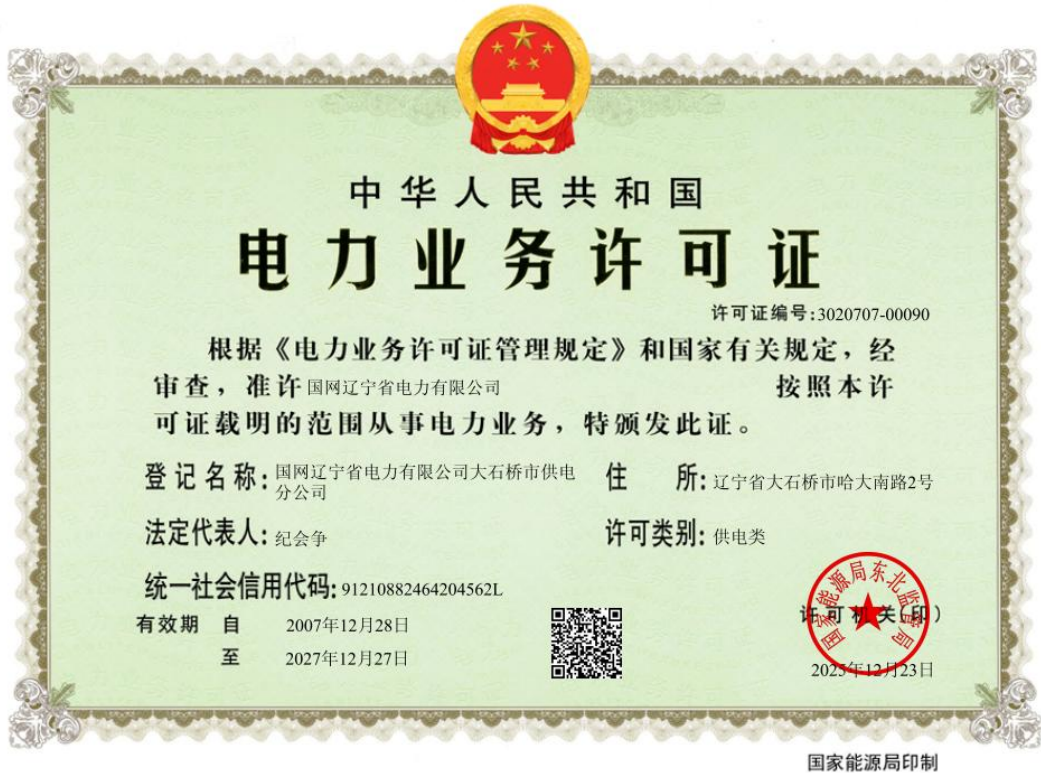 中华人民共和国
电力业务许可证
许可证编号:3020707-00090
根据《电力业务许可证管理规定》和国家有关规定，经
审查，准许 国网辽宁省电力有限公司 按照本许
可证载明的范围从事电力业务，特颁发此证。
登记名称: 国网辽宁省电力有限公司大石桥市供电
分公司
住 所: 辽宁省大石桥市哈大南路2号
法定代表人: 纪会争
许可类别: 供电类
统一社会信用代码: 91210882464204562L
有效期 自 2007年12月28日
至 2027年12月27日
许可机关(印)
国家能源局东北监管局
2025年12月23日
国家能源局印制